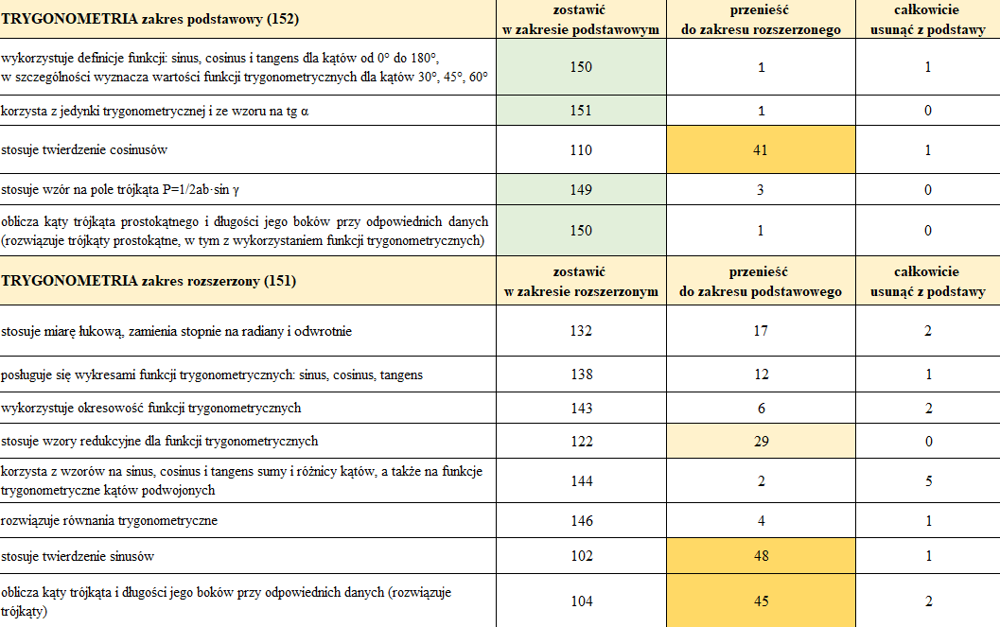 TRYGONOMETRIA zakres podstawowy (152)
zostawić
w zakresie podstawowym
przenieść
do zakresu rozszerzonego
całkowicie
usunąć z podstawy
wykorzystuje definicje funkcji: sinus, cosinus i tangens dla kątów od 0° do 180°,
w szczególności wyznacza wartości funkcji trygonometrycznych dla kątów 30°, 45°, 60°
150
1
1
korzysta z jedynki trygonometrycznej i ze wzoru na tg α
151
1
0
stosuje twierdzenie cosinusów
110
41
1
stosuje wzór na pole trójkąta P=1/2ab·sin γ
149
3
0
oblicza kąty trójkąta prostokątnego i długości jego boków przy odpowiednich danych
(rozwiązuje trójkąty prostokątne, w tym z wykorzystaniem funkcji trygonometrycznych)
150
1
0
TRYGONOMETRIA zakres rozszerzony (151)
zostawić
w zakresie rozszerzonym
przenieść
do zakresu podstawowego
całkowicie
usunąć z podstawy
stosuje miarę łukową, zamienia stopnie na radiany i odwrotnie
132
17
2
posługuje się wykresami funkcji trygonometrycznych: sinus, cosinus, tangens
138
12
1
wykorzystuje okresowość funkcji trygonometrycznych
143
6
2
stosuje wzory redukcyjne dla funkcji trygonometrycznych
122
29
0
korzysta z wzorów na sinus, cosinus i tangens sumy i różnicy kątów, a także na funkcje
trygonometryczne kątów podwojonych
144
2
5
rozwiązuje równania trygonometryczne
146
4
1
stosuje twierdzenie sinusów
102
48
1
oblicza kąty trójkąta i długości jego boków przy odpowiednich danych (rozwiązuje
trójkąty)
104
45
2